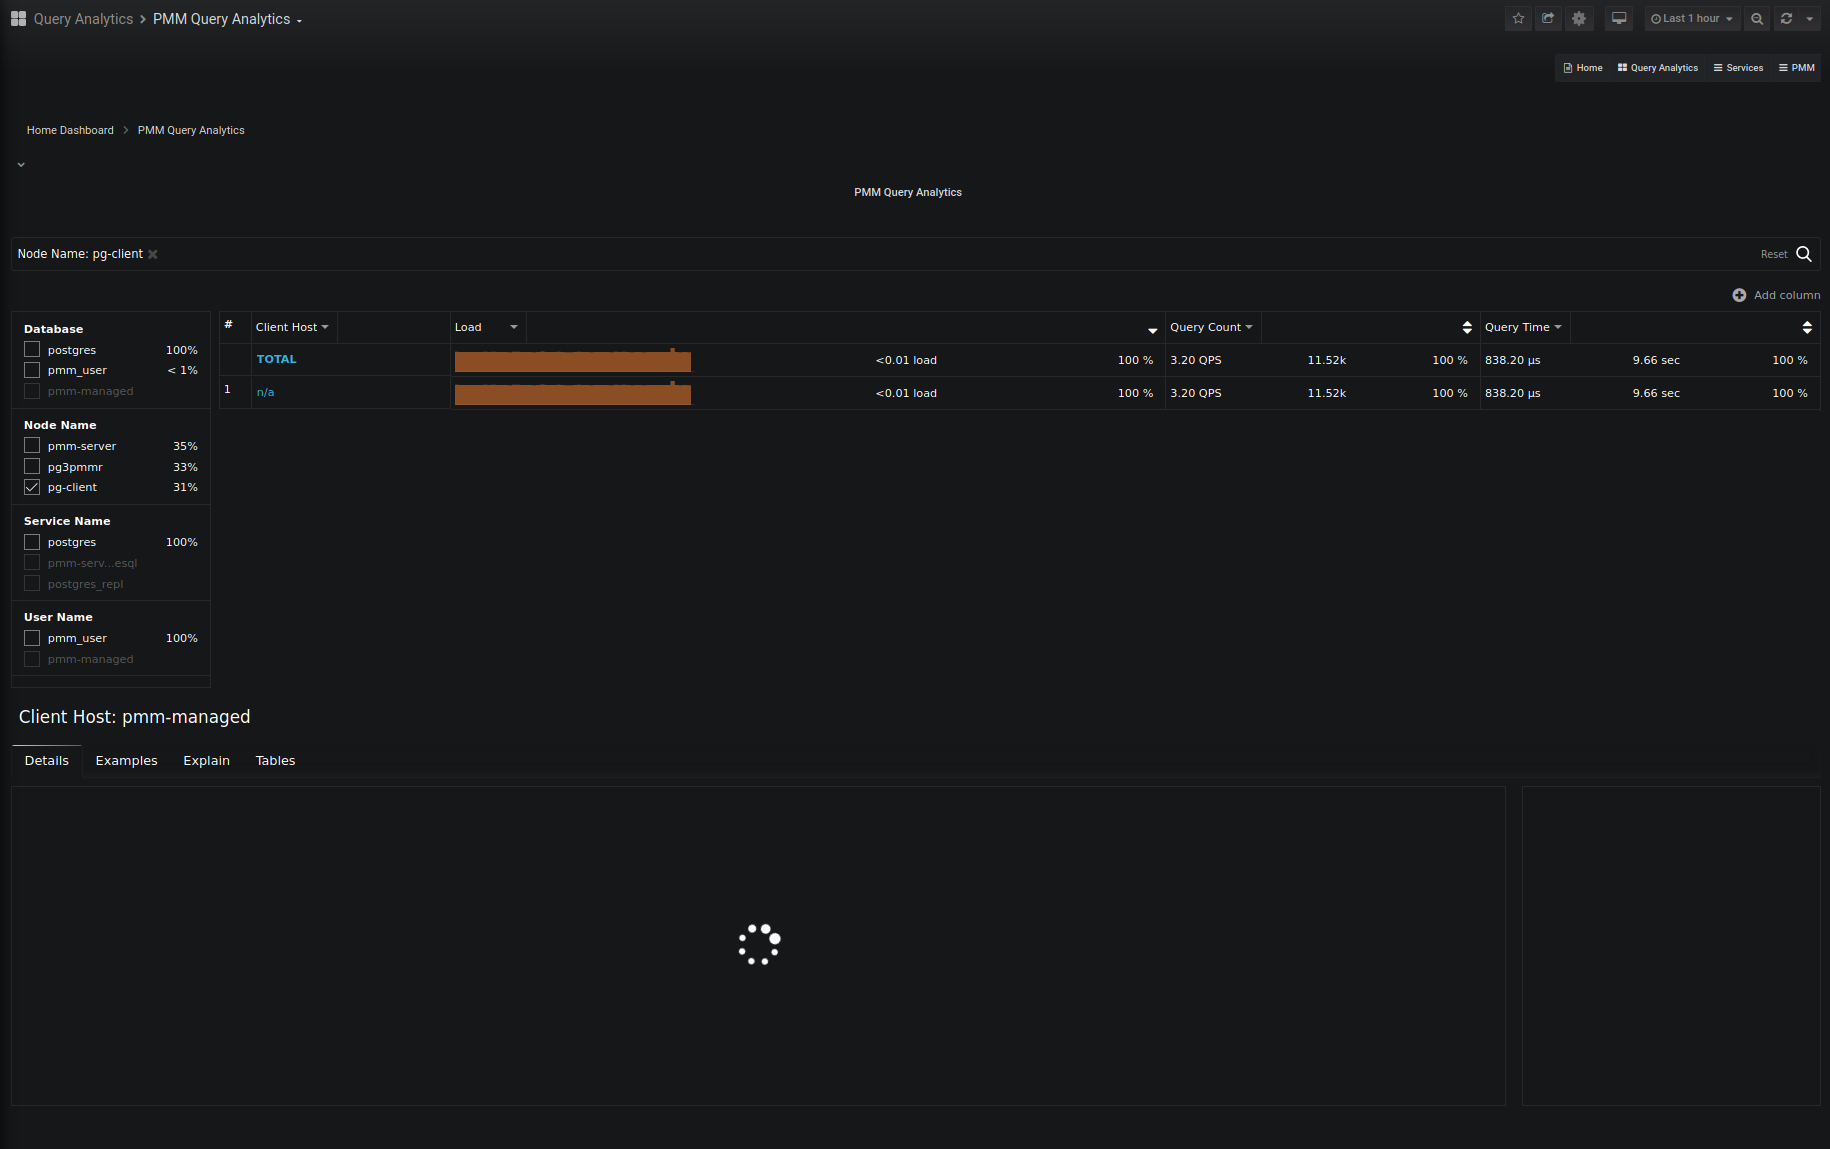 Query Analytics > PMM Query Analytics
Last 1 hour
Home Query Analytics Services PMM
Home Dashboard > PMM Query Analytics
PMM Query Analytics
Node Name: pg-client
Reset
Add column
Database
postgres 100%
pmm_user < 1%
pmm-managed
Node Name
pmm-server 35%
pg3pmmr 33%
pg-client 31%
Service Name
postgres 100%
pmm-serv...esql
postgres_repl
User Name
pmm_user 100%
pmm-managed
# Client Host Load Query Count Query Time
TOTAL <0.01 load 100 % 3.20 QPS 11.52k 100 % 838.20 µs 9.66 sec 100 %
1 n/a <0.01 load 100 % 3.20 QPS 11.52k 100 % 838.20 µs 9.66 sec 100 %
Client Host: pmm-managed
Details Examples Explain Tables